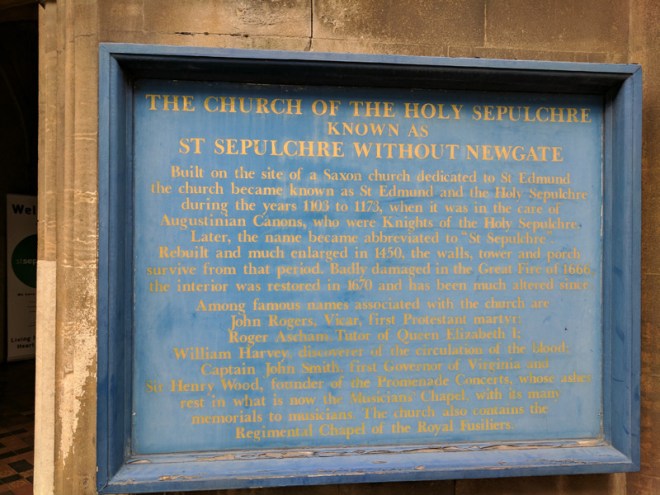 THE CHURCH OF THE HOLY SEPULCHRE
KNOWN AS
ST SEPULCHRE WITHOUT NEWGATE
Built on the site of a Saxon church dedicated to St Edmund
the church became known as St Edmund and the Holy Sepulchre
during the years 1103 to 1173, when it was in the care of
Augustinian Canons, who were Knights of the Holy Sepulchre.
Later, the name became abbreviated to "St Sepulchre"
Rebuilt and much enlarged in 1450, the walls, tower and porch
survive from that period. Badly damaged in the Great Fire of 1666,
the interior was restored in 1670 and has been much altered since
Among famous names associated with the church are
John Rogers, Vicar, first Protestant martyr;
Roger Ascham, Tutor of Queen Elizabeth I;
William Harvey, discoverer of the circulation of the blood;
Captain John Smith, first Governor of Virginia and
Sir Henry Wood, founder of the Promenade Concerts, whose ashes
rest in what is now the Musicians' Chapel, with its many
memorials to musicians. The church also contains the
Regimental Chapel of the Royal Fusiliers.
Wel